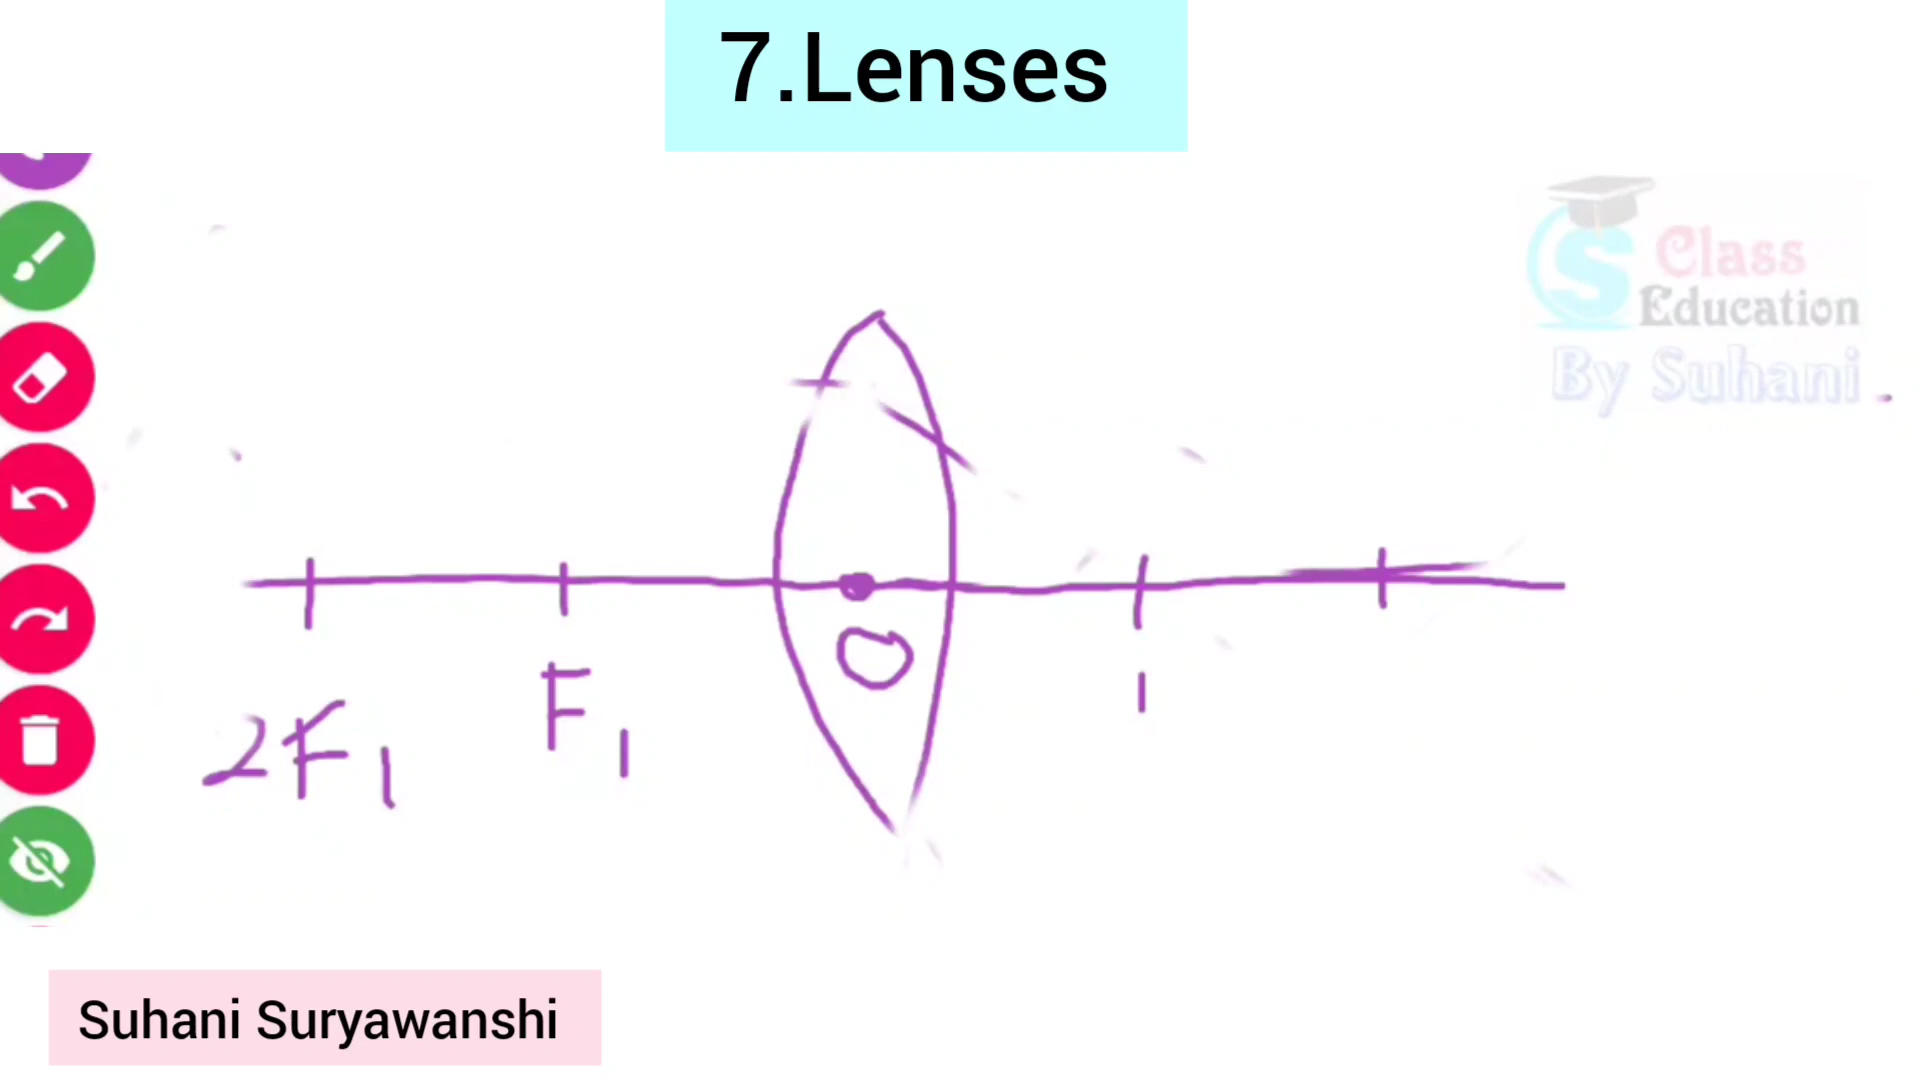 7.Lenses
Class
Education
By Suhani
O
F1
2F1
Suhani Suryawanshi